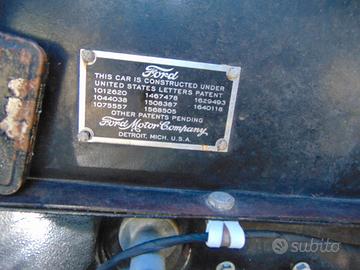 Ford
THIS CAR IS CONSTRUCTED UNDER
UNITED STATES LETTERS PATENT
1012620 1467478 1629493
1044038 1508387 1640118
1075557 1568505
OTHER PATENTS PENDING
Ford Motor Company
DETROIT, MICH. U.S.A.
subito